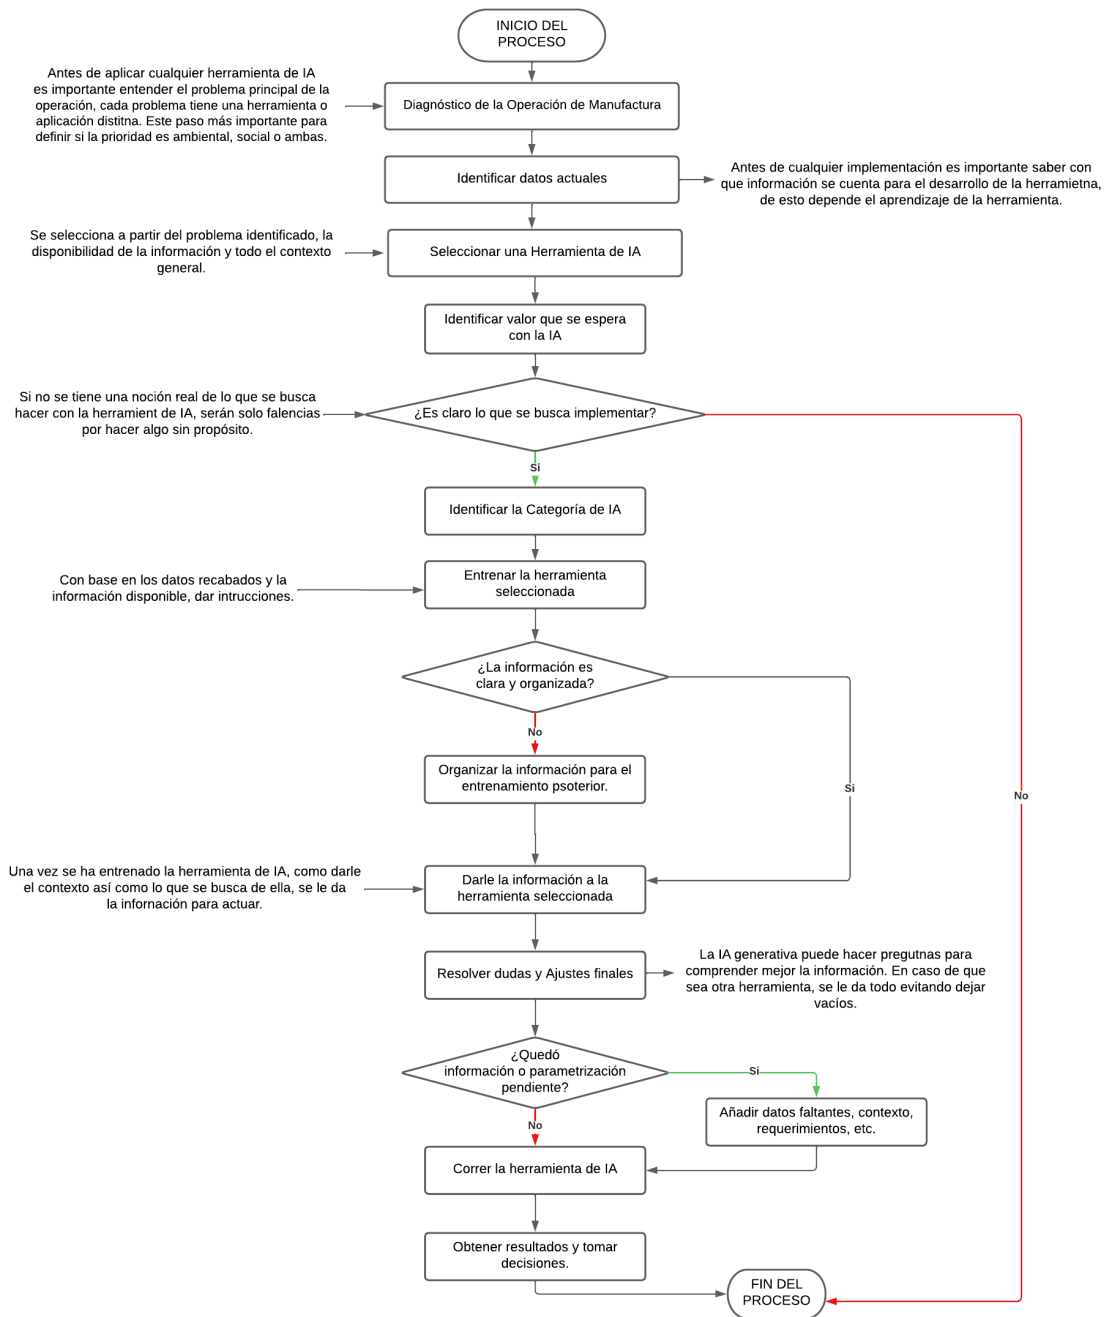 INICIO DEL
PROCESO
Antes de aplicar cualquier herramienta de IA
es importante entender el problema principal de la
operación, cada problema tiene una herramienta o
aplicación distitna. Este paso más importante para
definir si la prioridad es ambiental, social o ambas.
Diagnóstico de la Operación de Manufactura
Identificar datos actuales
Antes de cualquier implementación es importante saber con
que información se cuenta para el desarrollo de la herramietna,
de esto depende el aprendizaje de la herramienta.
Se selecciona a partir del problema identificado, la
disponibilidad de la información y todo el contexto
general.
Seleccionar una Herramienta de IA
Identificar valor que se espera
con la IA
Si no se tiene una noción real de lo que se busca
hacer con la herramient de IA, serán solo falencias
por hacer algo sin propósito.
¿Es claro lo que se busca implementar?
Si
Identificar la Categoría de IA
Con base en los datos recabados y la
información disponible, dar intrucciones.
Entrenar la herramienta
seleccionada
¿La información es
clara y organizada?
No
Organizar la información para el
entrenamiento psoterior.
Si
No
Una vez se ha entrenado la herramienta de IA, como darle
el contexto así como lo que se busca de ella, se le da
la infornación para actuar.
Darle la información a la
herramienta seleccionada
Resolver dudas y Ajustes finales
La IA generativa puede hacer pregutnas para
comprender mejor la información. En caso de que
sea otra herramienta, se le da todo evitando dejar
vacíos.
¿Quedó
información o parametrización
pendiente?
Si
Añadir datos faltantes, contexto,
requerimientos, etc.
No
Correr la herramienta de IA
Obtener resultados y tomar
decisiones.
FIN DEL
PROCESO